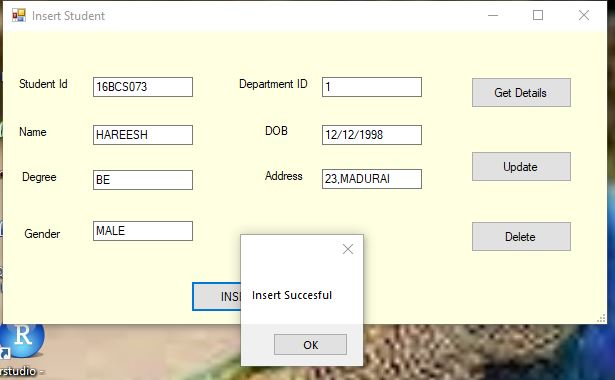 Insert Student
Student Id 16BCS073 Department ID 1 Get Details
Name HAREESH DOB 12/12/1998
Degree BE Address 23,MADURAI Update
Gender MALE Delete
INS
Insert Succesful
OK
R
rstudio -